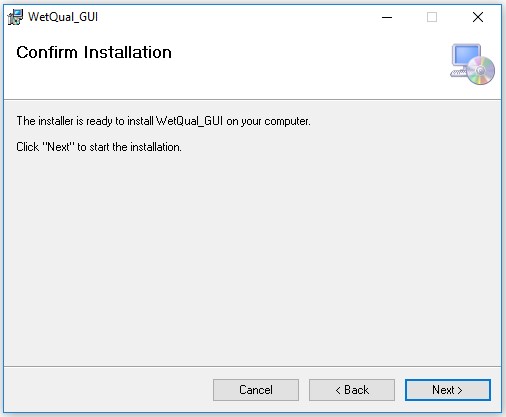 WetQual_GUI
Confirm Installation
The installer is ready to install WetQual_GUI on your computer.
Click "Next" to start the installation.
Cancel
< Back
Next >